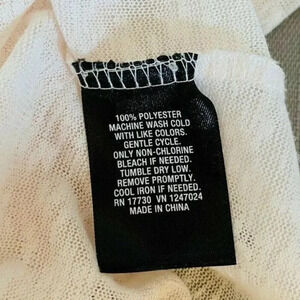 100% POLYESTER
MACHINE WASH COLD
WITH LIKE COLORS.
GENTLE CYCLE.
ONLY NON-CHLORINE
BLEACH IF NEEDED.
TUMBLE DRY LOW.
REMOVE PROMPTLY.
COOL IRON IF NEEDED.
RN 17730 VN 1247024
MADE IN CHINA